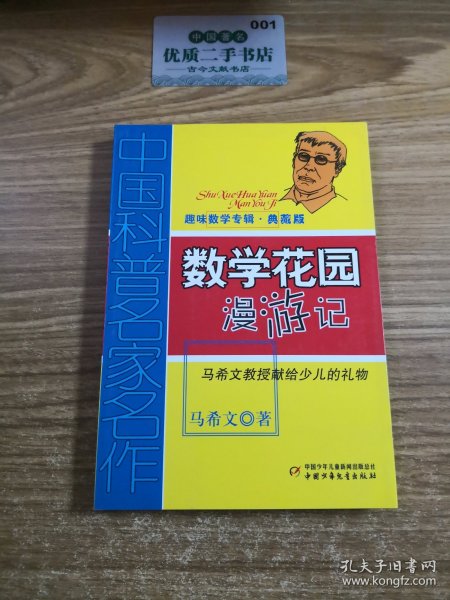 001
中国著名
优质二手书店
古今文献书店
中国科普名家名作
Shu Xue Hua Yuan
Man You Ji
趣味数学专辑·典藏版
数学花园
漫游记
马希文教授献给少儿的礼物
马希文◎著
中国少年儿童新闻出版总社
中国少年儿童出版社
孔夫子旧书网
www.kongfz.com